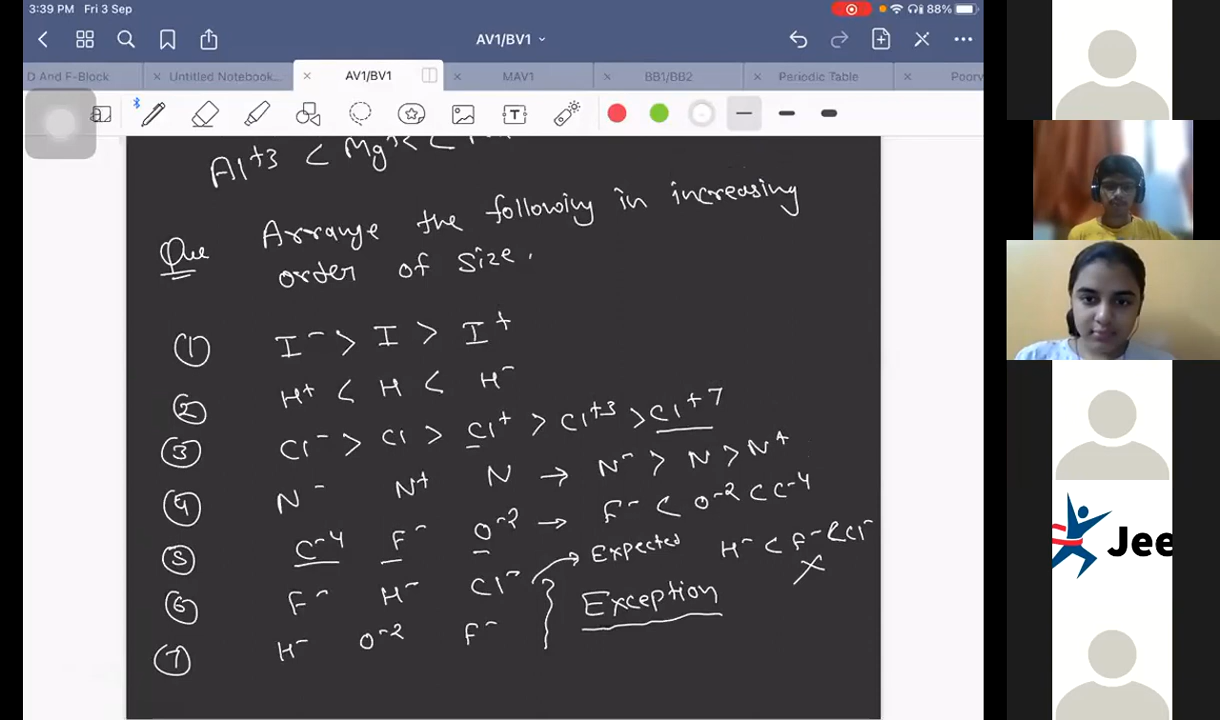 3:39 PM Fri 3 Sep
88%
AV1/BV1
D And F-Block
Untitled Notebook...
AV1/BV1
MAV1
BB1/BB2
Periodic Table
Poorv
Al+3 < Mg+2 <
Que Arrange the following in increasing
order of size.
① I- > I > I+
② H+ < H < H-
③ Cl- > Cl > Cl+ > Cl+3 > Cl+7
④ N- N+ N → N- > N > N+
⑤ C-4 F- O-2 → F- < O-2 < C-4
⑥ F- H- Cl- → Expected H- < F- < Cl- ×
Exception
⑦ H- O-2 F-
Jee